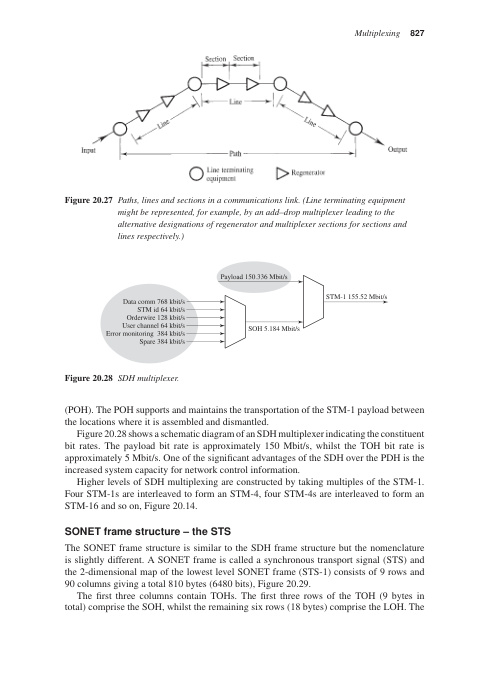 Multiplexing 827
Section Section
Line
Line
Line
Input
Output
Path
Line terminating
equipment
Regenerator
Figure 20.27 Paths, lines and sections in a communications link. (Line terminating equipment
might be represented, for example, by an add–drop multiplexer leading to the
alternative designations of regenerator and multiplexer sections for sections and
lines respectively.)
Payload 150.336 Mbit/s
STM-1 155.52 Mbit/s
Data comm 768 kbit/s
STM id 64 kbit/s
Orderwire 128 kbit/s
User channel 64 kbit/s
Error monitoring 384 kbit/s
Spare 384 kbit/s
SOH 5.184 Mbit/s
Figure 20.28 SDH multiplexer.
(POH). The POH supports and maintains the transportation of the STM-1 payload between
the locations where it is assembled and dismantled.
Figure 20.28 shows a schematic diagram of an SDH multiplexer indicating the constituent
bit rates. The payload bit rate is approximately 150 Mbit/s, whilst the TOH bit rate is
approximately 5 Mbit/s. One of the significant advantages of the SDH over the PDH is the
increased system capacity for network control information.
Higher levels of SDH multiplexing are constructed by taking multiples of the STM-1.
Four STM-1s are interleaved to form an STM-4, four STM-4s are interleaved to form an
STM-16 and so on, Figure 20.14.
SONET frame structure – the STS
The SONET frame structure is similar to the SDH frame structure but the nomenclature
is slightly different. A SONET frame is called a synchronous transport signal (STS) and
the 2-dimensional map of the lowest level SONET frame (STS-1) consists of 9 rows and
90 columns giving a total 810 bytes (6480 bits), Figure 20.29.
The first three columns contain TOHs. The first three rows of the TOH (9 bytes in
total) comprise the SOH, whilst the remaining six rows (18 bytes) comprise the LOH. The